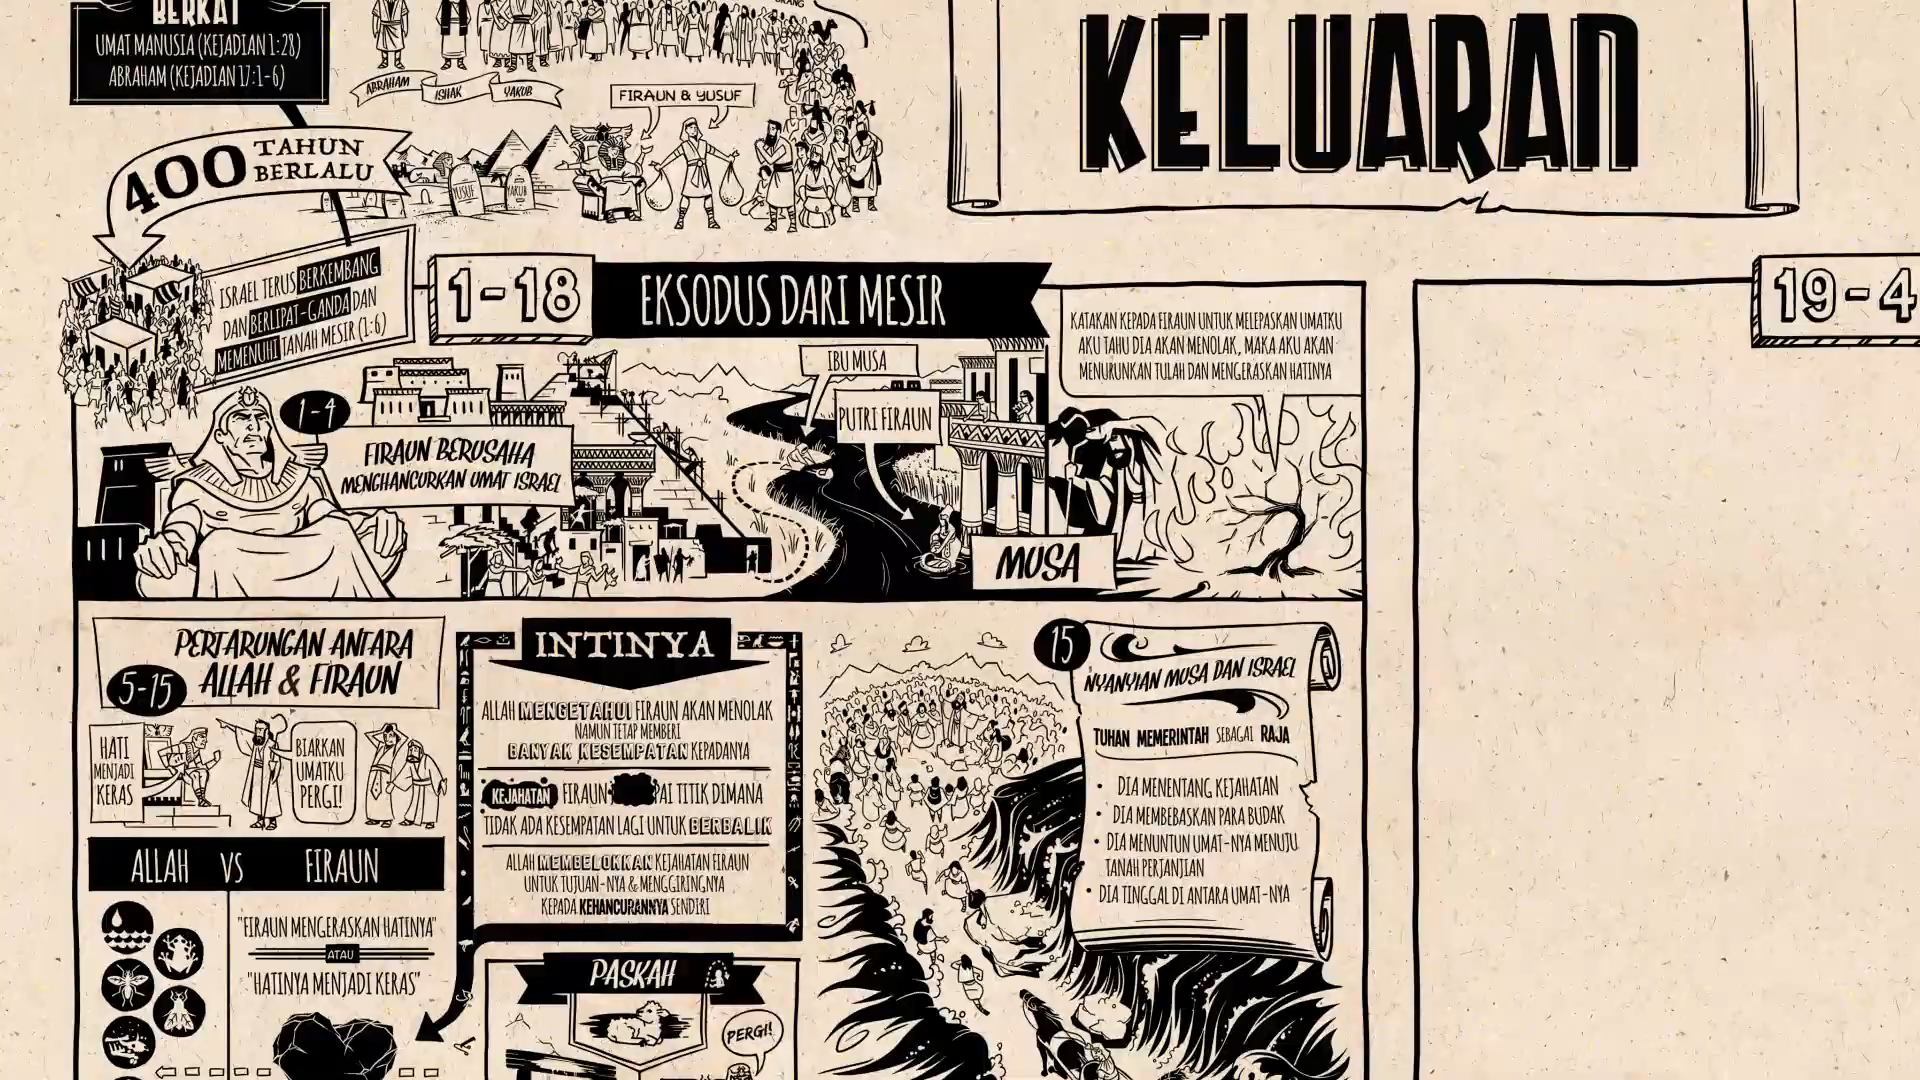 BERKAT
UMAT MANUSIA (KEJADIAN 1:28)
ABRAHAM (KEJADIAN 17:1-6)
ORANG
ABRAHAM
ISHAK
YAKUB
FIRAUN & YUSUF
KELUARAN
400 TAHUN
BERLALU
YUSUF
YAKUB
ISRAEL TERUS BERKEMBANG
DAN BERLIPAT-GANDA DAN
MEMENUHI TANAH MESIR (1:6)
1-18
EKSODUS DARI MESIR
19-4
KATAKAN KEPADA FIRAUN UNTUK MELEPASKAN UMATKU
AKU TAHU DIA AKAN MENOLAK, MAKA AKU AKAN
MENURUNKAN TULAH DAN MENGERASKAN HATINYA
IBU MUSA
PUTRI FIRAUN
1-4
FIRAUN BERUSAHA
MENGHANCURKAN UMAT ISRAEL
MUSA
PERTARUNGAN ANTARA
ALLAH & FIRAUN
5-15
HATI
MENJADI
KERAS
BIARKAN
UMATKU
PERGI!
ALLAH VS FIRAUN
"FIRAUN MENGERASKAN HATINYA"
ATAU
"HATINYA MENJADI KERAS"
INTINYA
ALLAH MENGETAHUI FIRAUN AKAN MENOLAK
NAMUN TETAP MEMBERI
BANYAK KESEMPATAN KEPADANYA
KEJAHATAN FIRAUN PAI TITIK DIMANA
TIDAK ADA KESEMPATAN LAGI UNTUK BERBALIK
ALLAH MEMBELOKKAN KEJAHATAN FIRAUN
UNTUK TUJUAN-NYA & MENGGIRINGNYA
KEPADA KEHANCURANNYA SENDIRI
PASKAH
PERGI!
15
NYANYIAN MUSA DAN ISRAEL
TUHAN MEMERINTAH SEBAGAI RAJA
• DIA MENENTANG KEJAHATAN
• DIA MEMBEBASKAN PARA BUDAK
• DIA MENUNTUN UMAT-NYA MENUJU
TANAH PERJANJIAN
• DIA TINGGAL DI ANTARA UMAT-NYA